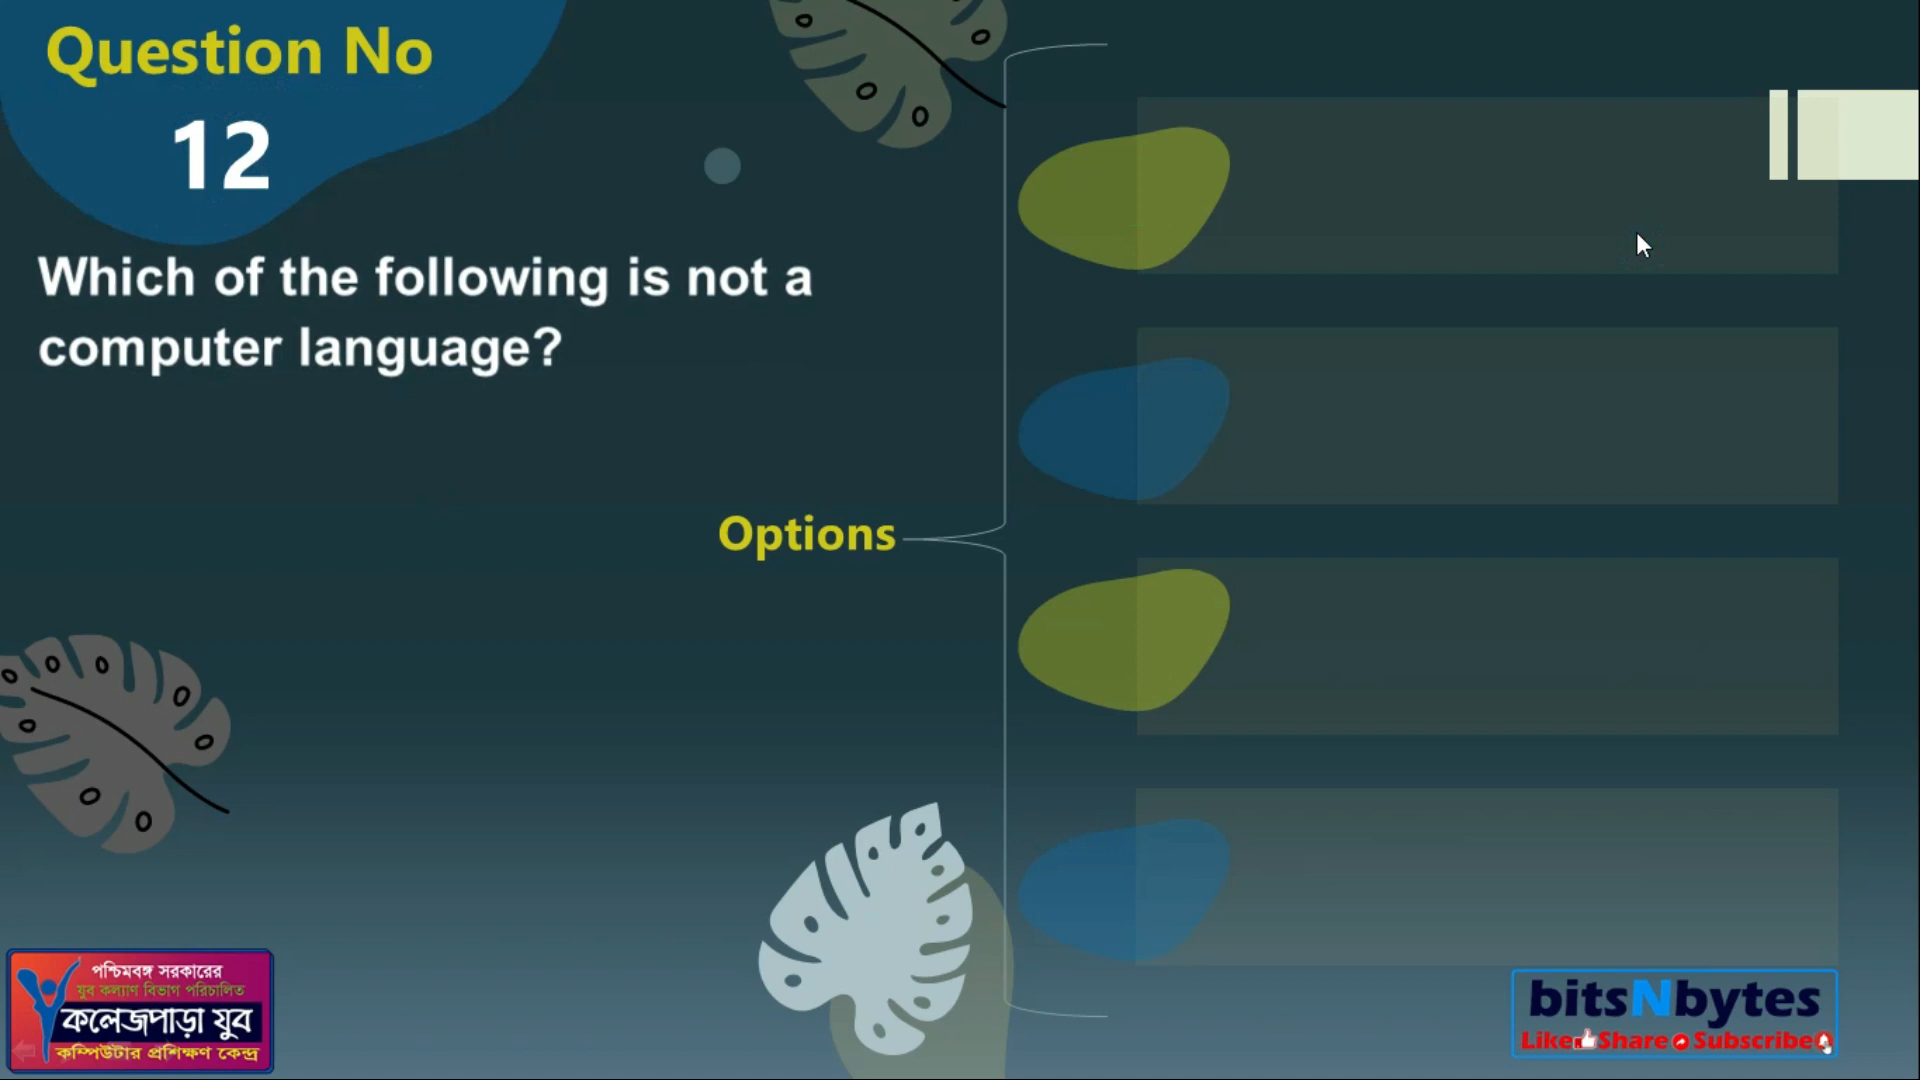 Question No
12
Which of the following is not a
computer language?
Options
পশ্চিমবঙ্গ সরকারের
যুব কল্যাণ বিভাগ পরিচালিত
কলেজপাড়া যুব
কম্পিউটার প্রশিক্ষণ কেন্দ্র
bitsNbytes
Like Share Subscribe